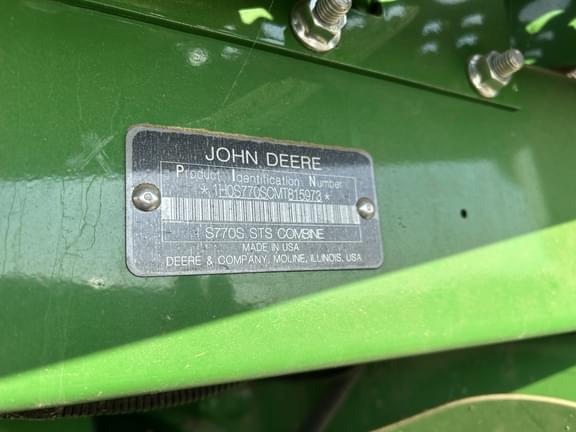 JOHN DEERE
Product Identification Number
*1H0S770SCMT815973*
S770S STS COMBINE
MADE IN USA
DEERE & COMPANY, MOLINE, ILLINOIS, USA